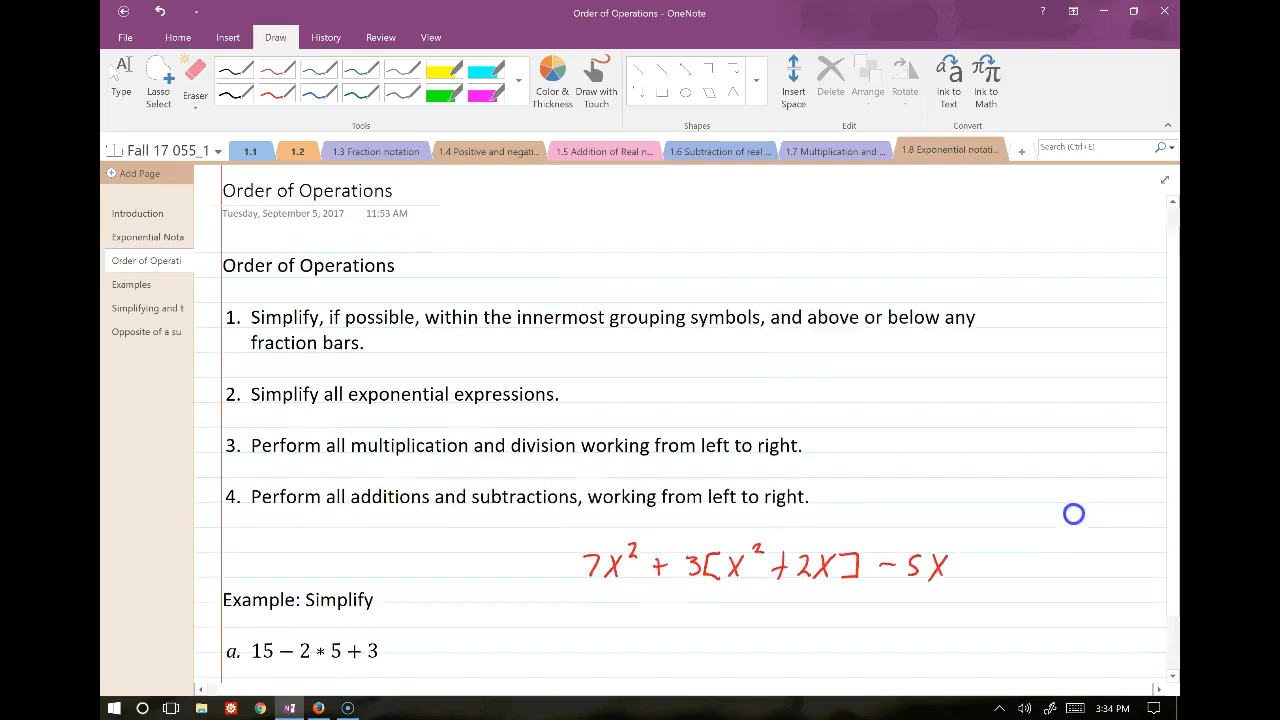 Order of Operations - OneNote
?
File Home Insert Draw History Review View
Type
Lasso Select
Eraser
Color & Thickness
Draw with Touch
Insert Space
Delete
Arrange
Rotate
Ink to Text
Ink to Math
Tools
Shapes
Edit
Convert
Fall 17 055_1
1.1
1.2
1.3 Fraction notation
1.4 Positive and negati...
1.5 Addition of Real n...
1.6 Subtraction of real ...
1.7 Multiplication and ...
1.8 Exponential notati...
Search (Ctrl+E)
Add Page
Introduction
Exponential Nota
Order of Operati
Examples
Simplifying and t
Opposite of a su
Order of Operations
Tuesday, September 5, 2017 11:53 AM
Order of Operations
1. Simplify, if possible, within the innermost grouping symbols, and above or below any
fraction bars.
2. Simplify all exponential expressions.
3. Perform all multiplication and division working from left to right.
4. Perform all additions and subtractions, working from left to right.
7x² + 3[x² + 2x] - 5x
Example: Simplify
a. 15 − 2 ∗ 5 + 3
3:34 PM